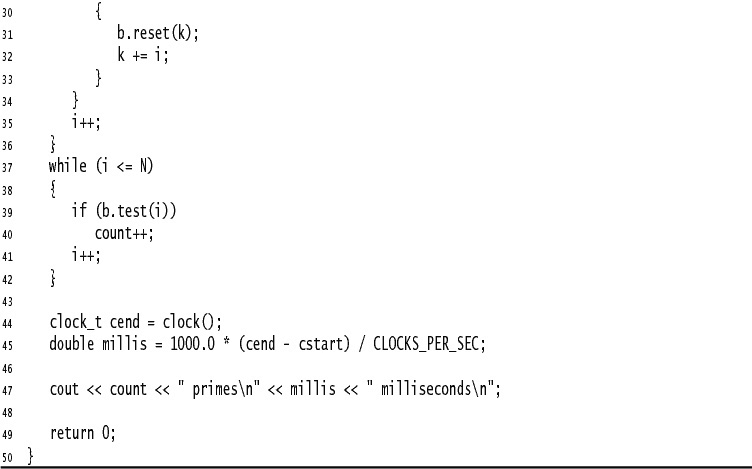 30 {
31 b.reset(k);
32 k += i;
33 }
34 }
35 i++;
36 }
37 while (i <= N)
38 {
39 if (b.test(i))
40 count++;
41 i++;
42 }
43
44 clock_t cend = clock();
45 double millis = 1000.0 * (cend - cstart) / CLOCKS_PER_SEC;
46
47 cout << count << " primes\n" << millis << " milliseconds\n";
48
49 return 0;
50 }